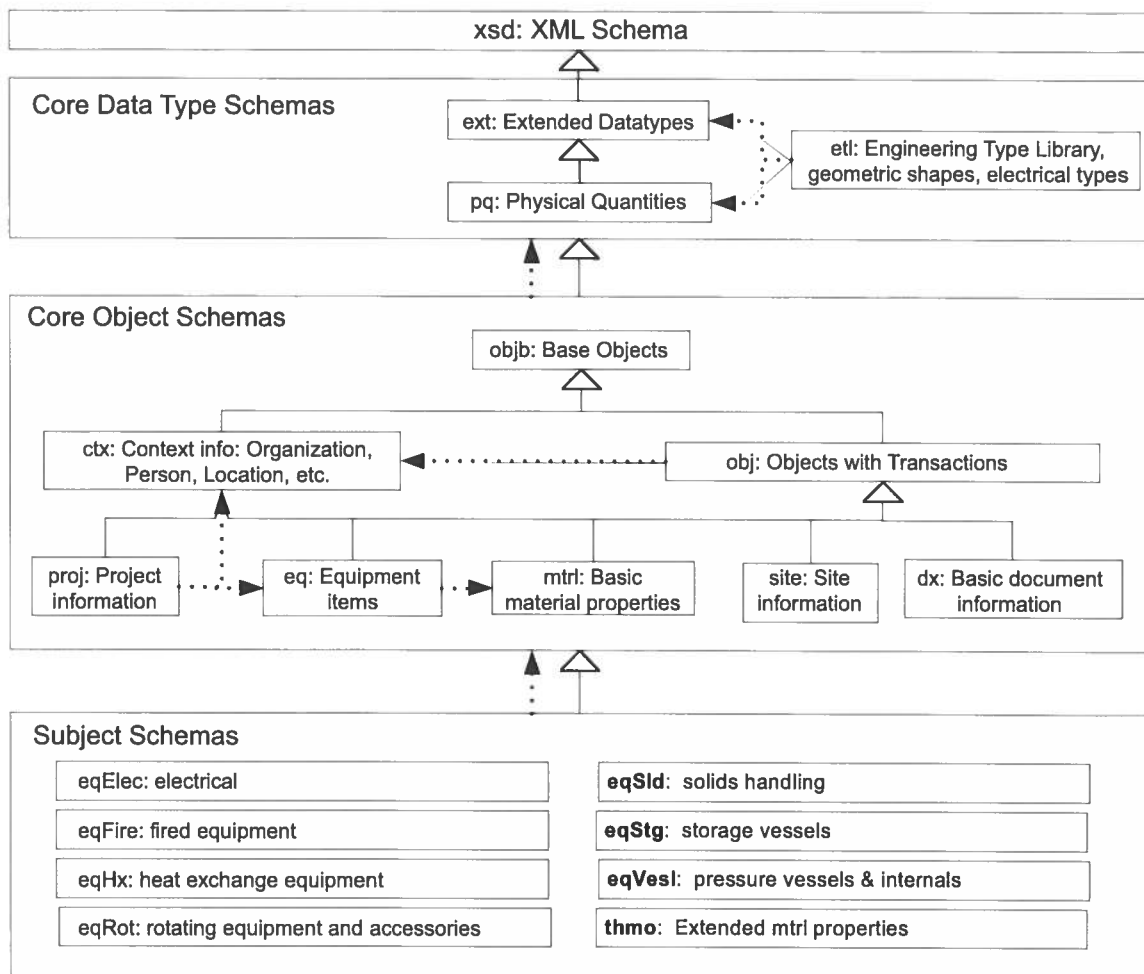 xsd: XML Schema
Core Data Type Schemas
ext: Extended Datatypes
etl: Engineering Type Library,
geometric shapes, electrical types
pq: Physical Quantities
Core Object Schemas
objb: Base Objects
ctx: Context info: Organization,
Person, Location, etc.
obj: Objects with Transactions
proj: Project
information
eq: Equipment
items
mtrl: Basic
material properties
site: Site
information
dx: Basic document
information
Subject Schemas
eqElec: electrical
eqFire: fired equipment
eqHx: heat exchange equipment
eqRot: rotating equipment and accessories
eqSld: solids handling
eqStg: storage vessels
eqVesl: pressure vessels & internals
thmo: Extended mtrl properties